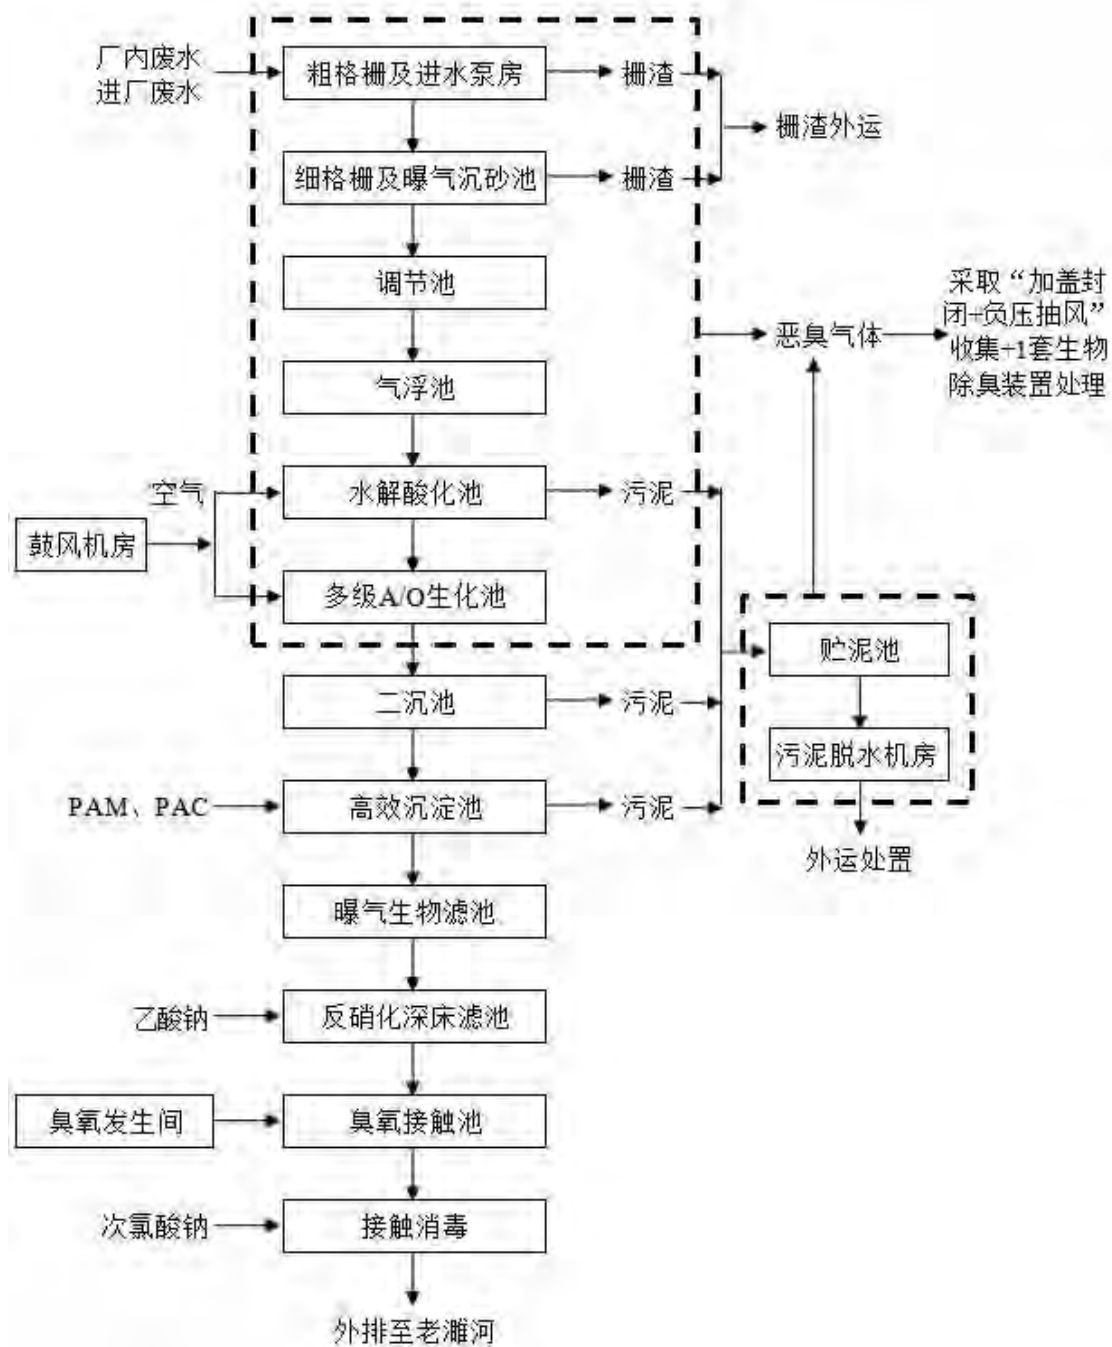 厂内废水
进厂废水
粗格栅及进水泵房
栅渣
栅渣外运
细格栅及曝气沉砂池
栅渣
调节池
采取“加盖封
闭+负压抽风”
收集+1套生物
除臭装置处理
恶臭气体
气浮池
空气
水解酸化池
污泥
鼓风机房
多级A/O生化池
贮泥池
二沉池
污泥
污泥脱水机房
PAM、PAC
高效沉淀池
污泥
外运处置
曝气生物滤池
乙酸钠
反硝化深床滤池
臭氧发生间
臭氧接触池
次氯酸钠
接触消毒
外排至老濉河